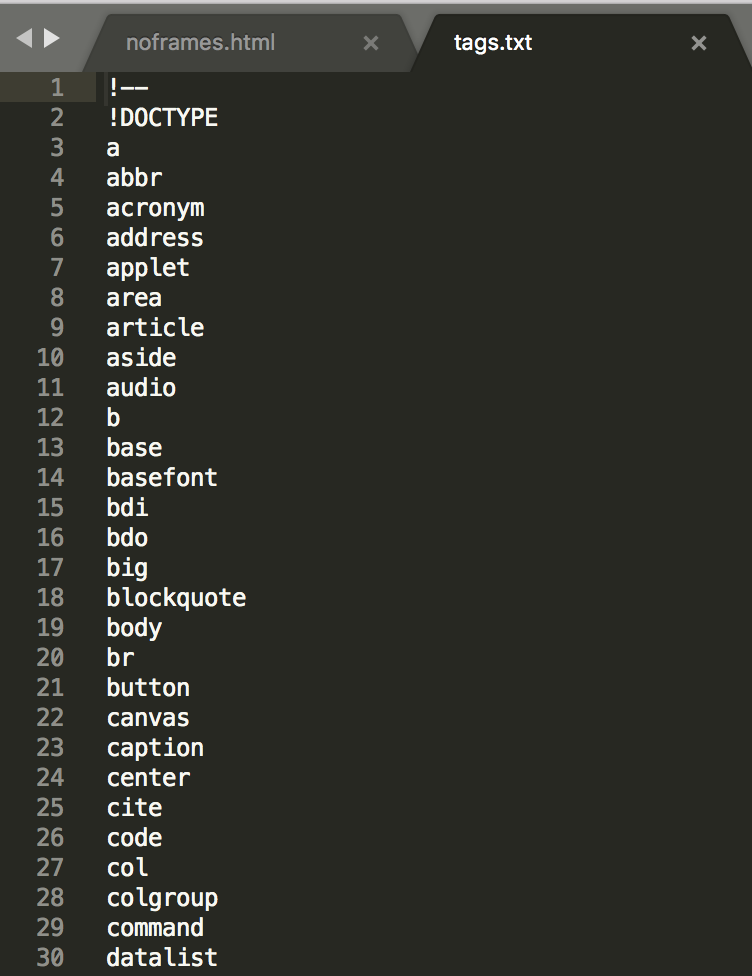 noframes.html × tags.txt ×
1 !--
2 !DOCTYPE
3 a
4 abbr
5 acronym
6 address
7 applet
8 area
9 article
10 aside
11 audio
12 b
13 base
14 basefont
15 bdi
16 bdo
17 big
18 blockquote
19 body
20 br
21 button
22 canvas
23 caption
24 center
25 cite
26 code
27 col
28 colgroup
29 command
30 datalist